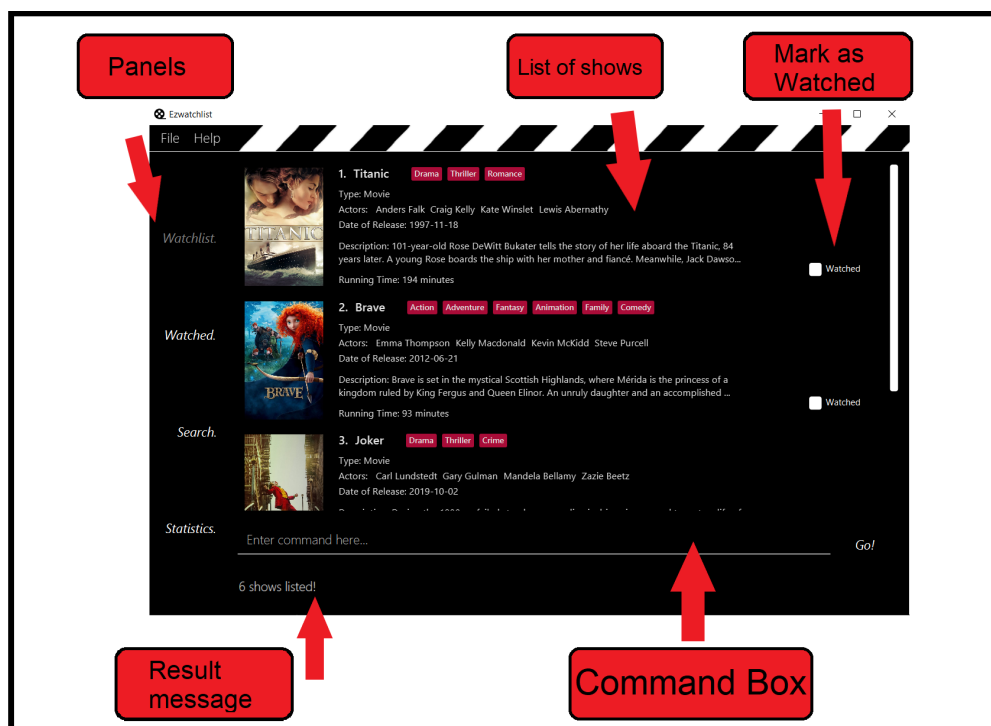 Panels
List of shows
Mark as
Watched
Ezwatchlist
File Help
Watchlist.
Watched.
Search.
Statistics.
TITANIC
1. Titanic Drama Thriller Romance
Type: Movie
Actors: Anders Falk Craig Kelly Kate Winslet Lewis Abernathy
Date of Release: 1997-11-18
Description: 101-year-old Rose DeWitt Bukater tells the story of her life aboard the Titanic, 84
years later. A young Rose boards the ship with her mother and fiancé. Meanwhile, Jack Dawso...
Running Time: 194 minutes
Watched
BRAVE
2. Brave Action Adventure Fantasy Animation Family Comedy
Type: Movie
Actors: Emma Thompson Kelly Macdonald Kevin McKidd Steve Purcell
Date of Release: 2012-06-21
Description: Brave is set in the mystical Scottish Highlands, where Mérida is the princess of a
kingdom ruled by King Fergus and Queen Elinor. An unruly daughter and an accomplished ...
Running Time: 93 minutes
Watched
3. Joker Drama Thriller Crime
Type: Movie
Actors: Carl Lundstedt Gary Gulman Mandela Bellamy Zazie Beetz
Date of Release: 2019-10-02
Enter command here...
Go!
6 shows listed!
Result
message
Command Box